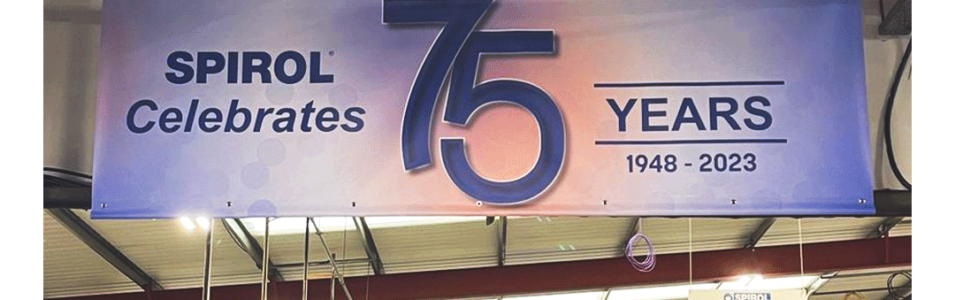 SPIROL®
Celebrates
75
YEARS
1948 - 2023
SPIROL